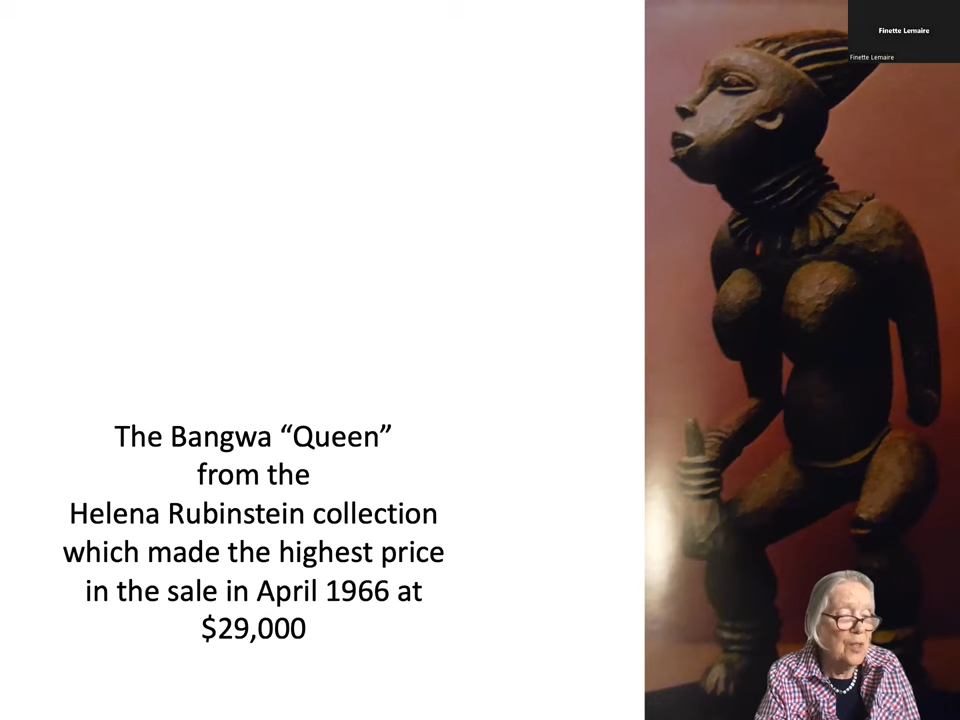 Finette Lemaire
Finette Lemaire
The Bangwa “Queen”
from the
Helena Rubinstein collection
which made the highest price
in the sale in April 1966 at
$29,000